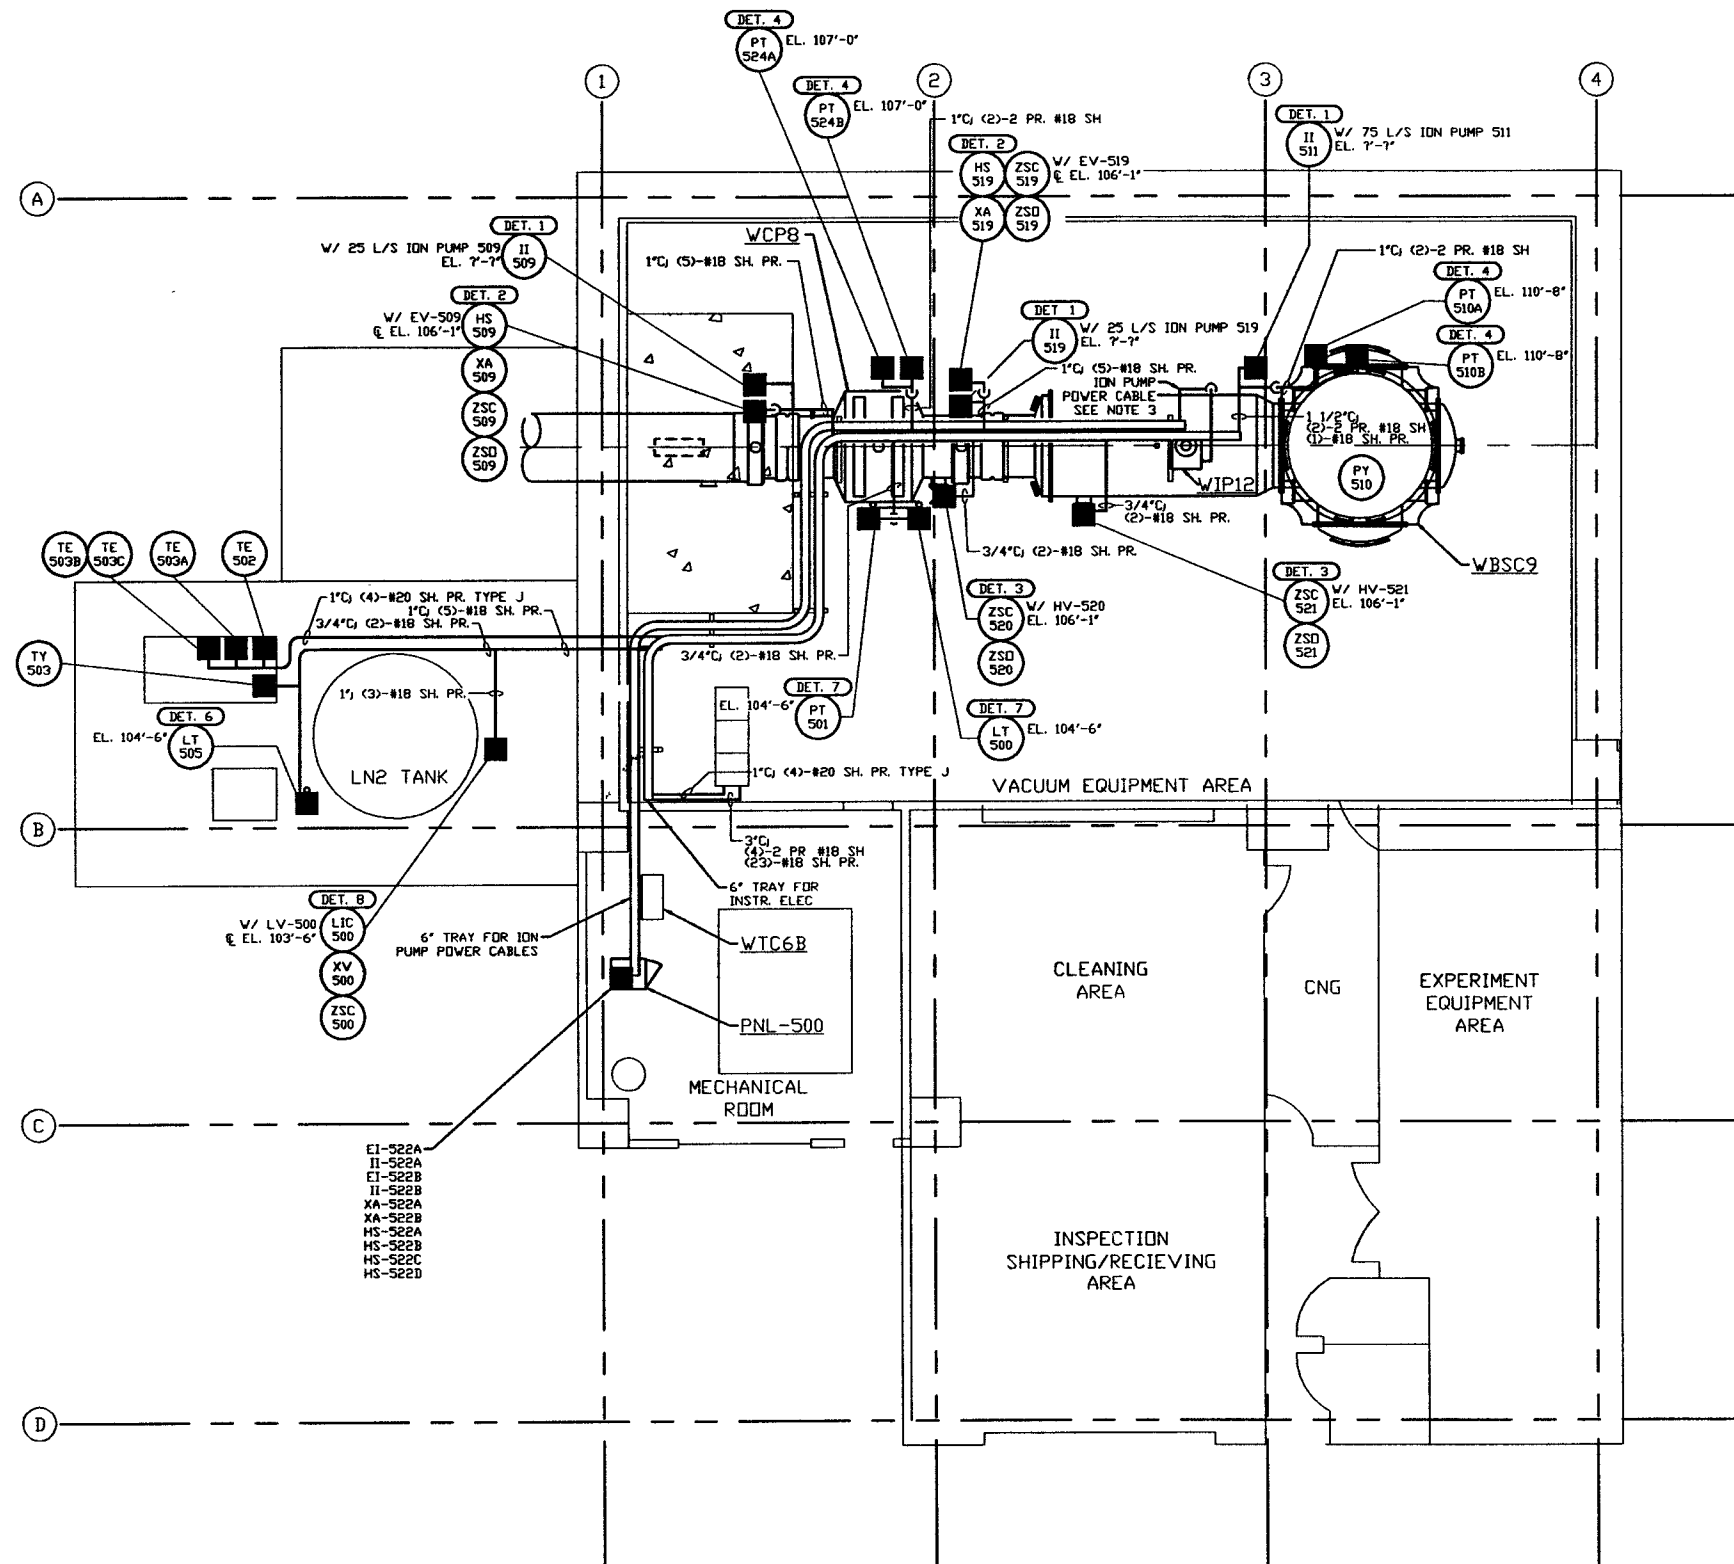 DET. 4
PT
524A
EL. 107'-0"
1
2
3
4
DET. 4
PT
524B
EL. 107'-0"
1"C; (2)-2 PR. #18 SH
DET. 1
II
511
W/ 75 L/S ION PUMP 511
EL. ?'-?"
DET. 2
HS
519
ZSC
519
W/ EV-519
℄ EL. 106'-1"
XA
519
ZSO
519
A
DET. 1
II
509
W/ 25 L/S ION PUMP 509
EL. ?'-?"
WCP8
1"C; (5)-#18 SH. PR.
1"C; (2)-2 PR. #18 SH
DET. 4
PT
510A
EL. 110'-8"
DET. 2
HS
509
W/ EV-509
℄ EL. 106'-1"
XA
509
ZSC
509
ZSO
509
DET. 1
II
519
W/ 25 L/S ION PUMP 519
EL. ?'-?"
DET. 4
PT
510B
EL. 110'-8"
1"C; (5)-#18 SH. PR.
ION PUMP
POWER CABLE
SEE NOTE 3
1 1/2"C;
(2)-2 PR. #18 SH
(1)-#18 SH. PR.
PY
510
WIP12
3/4"C;
(2)-#18 SH. PR.
3/4"C; (2)-#18 SH. PR.
WBSC9
TE
503B
TE
503C
TE
503A
TE
502
DET. 3
ZSC
521
W/ HV-521
EL. 106'-1"
ZSO
521
DET. 3
ZSC
520
W/ HV-520
EL. 106'-1"
ZSO
520
1"C; (4)-#20 SH. PR. TYPE J
1"C; (5)-#18 SH. PR.
3/4"C; (2)-#18 SH. PR.
3/4"C; (2)-#18 SH. PR.
TY
503
1"; (3)-#18 SH. PR.
DET. 7
PT
501
EL. 104'-6"
DET. 7
LT
500
EL. 104'-6"
DET. 6
LT
505
EL. 104'-6"
LN2 TANK
1"C; (4)-#20 SH. PR. TYPE J
VACUUM EQUIPMENT AREA
B
3"C;
(4)-2 PR #18 SH
(23)-#18 SH. PR.
6" TRAY FOR
INSTR. ELEC
DET. 8
LIC
500
W/ LV-500
℄ EL. 103'-6"
XV
500
ZSC
500
6" TRAY FOR ION
PUMP POWER CABLES
WTC6B
PNL-500
CLEANING
AREA
CNG
EXPERIMENT
EQUIPMENT
AREA
MECHANICAL
ROOM
C
EI-522A
II-522A
EI-522B
II-522B
XA-522A
XA-522B
HS-522A
HS-522B
HS-522C
HS-522D
INSPECTION
SHIPPING/RECIEVING
AREA
D